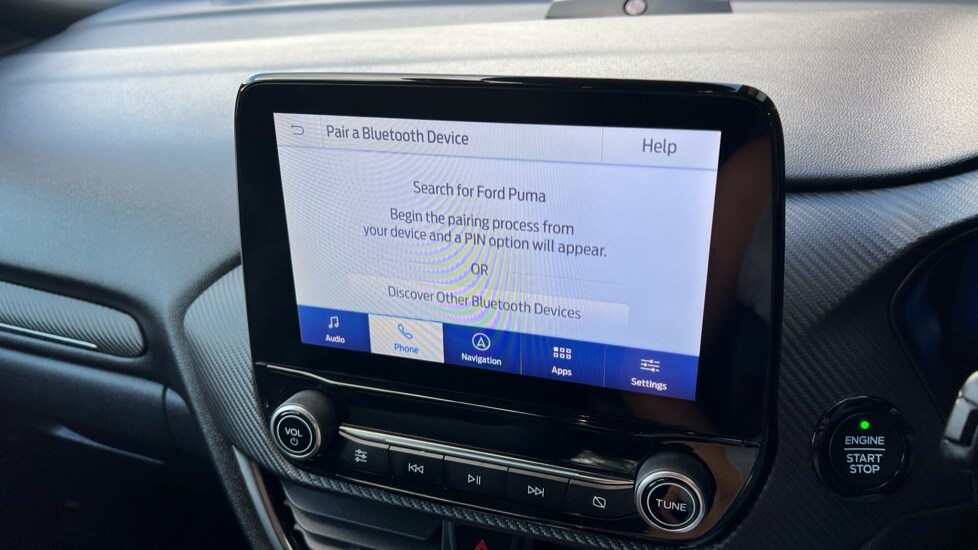 Pair a Bluetooth Device
Help
Search for Ford Puma
Begin the pairing process from
your device and a PIN option will appear.
OR
Discover Other Bluetooth Devices
Audio
Phone
Navigation
Apps
Settings
VOL
TUNE
ENGINE
START
STOP